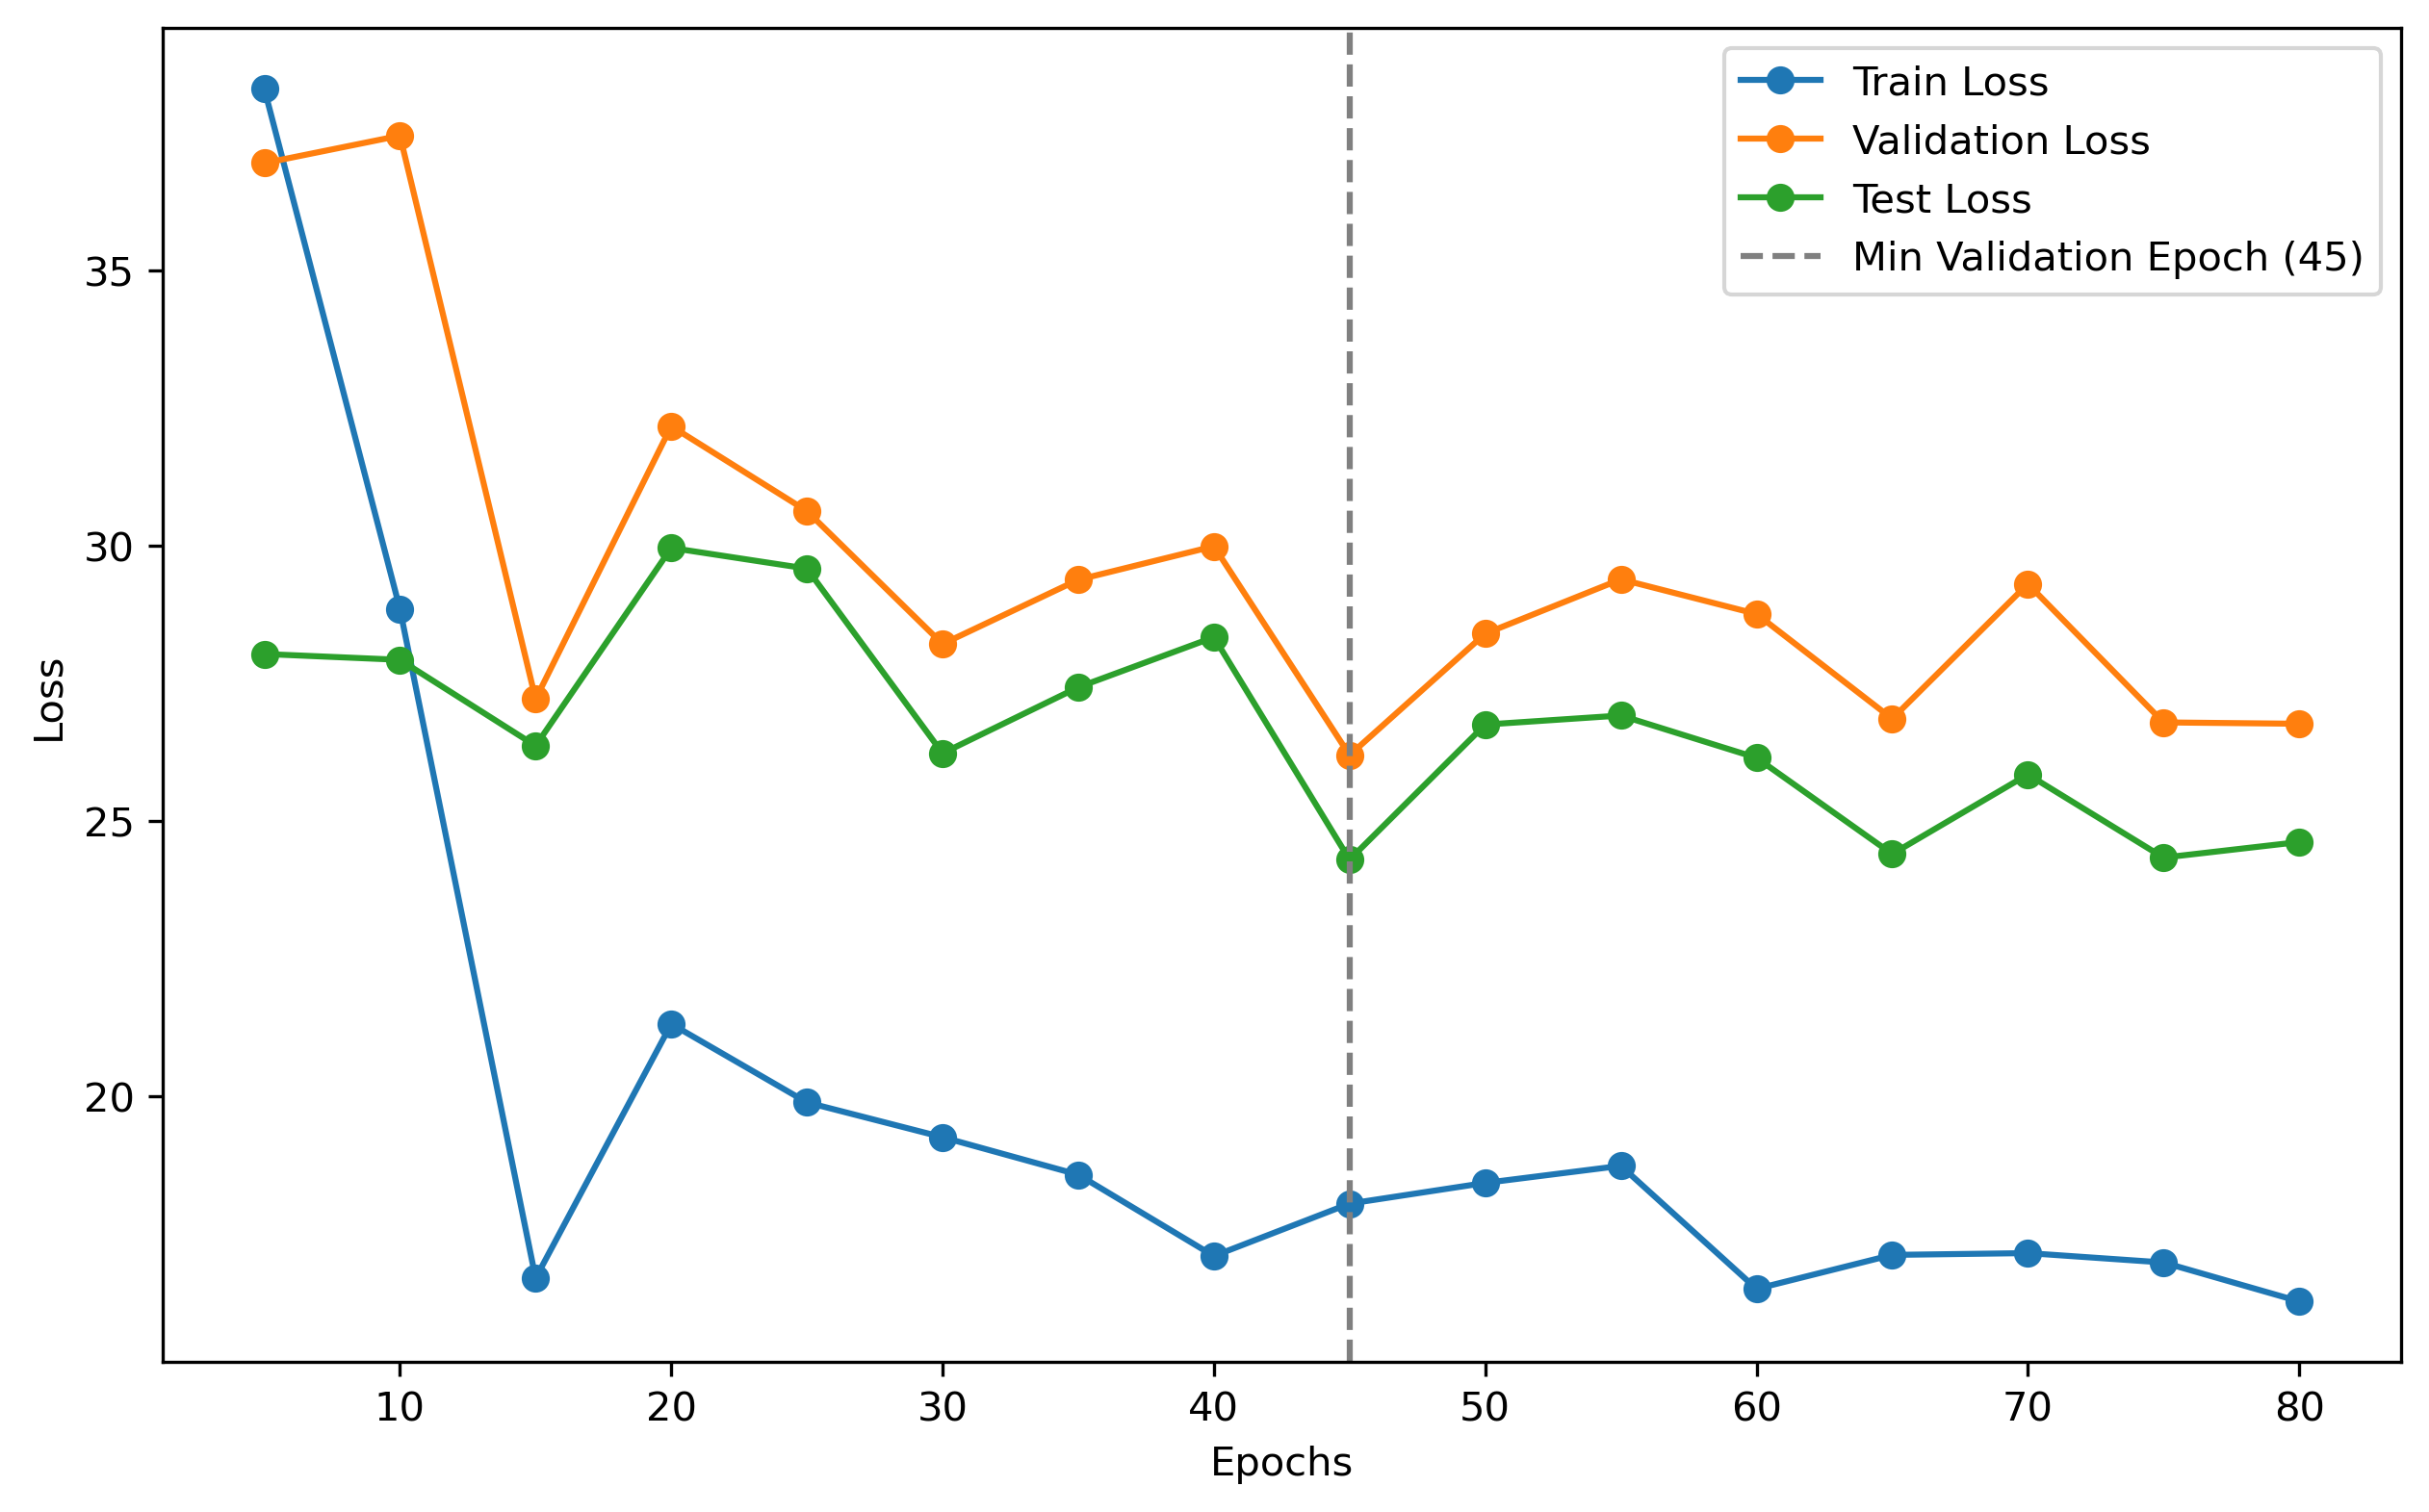 Train Loss
Validation Loss
Test Loss
Min Validation Epoch (45)
35
30
25
20
Loss
10 20 30 40 50 60 70 80
Epochs